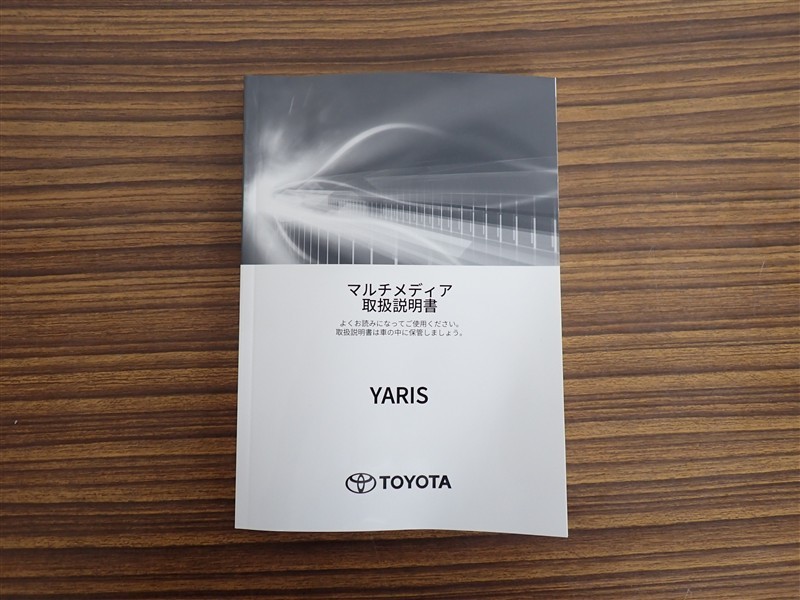 マルチメディア
取扱説明書
よくお読みになってご使用ください。
取扱説明書は車の中に保管しましょう。
YARIS
TOYOTA